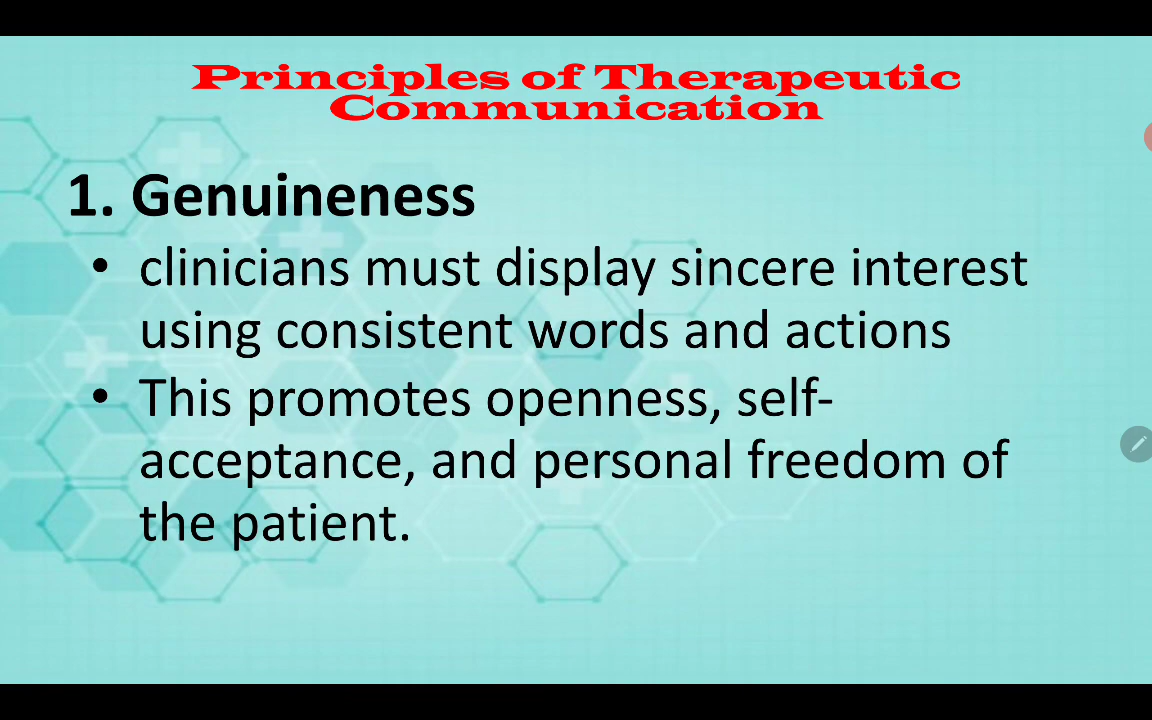 Principles of Therapeutic
Communication
1. Genuineness
• clinicians must display sincere interest
using consistent words and actions
• This promotes openness, self-
acceptance, and personal freedom of
the patient.